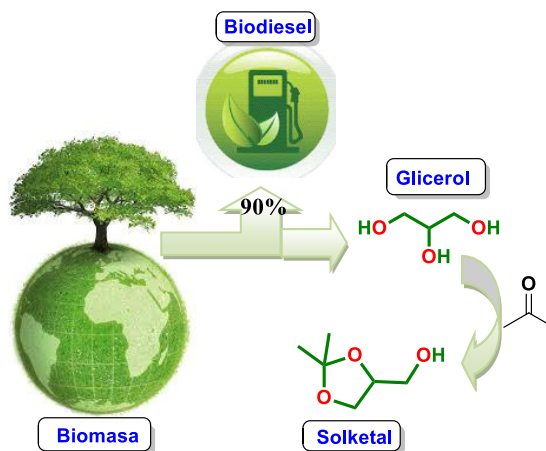 Biodiesel
90%
Glicerol
HO
OH
OH
O
O
O
OH
Biomasa
Solketal